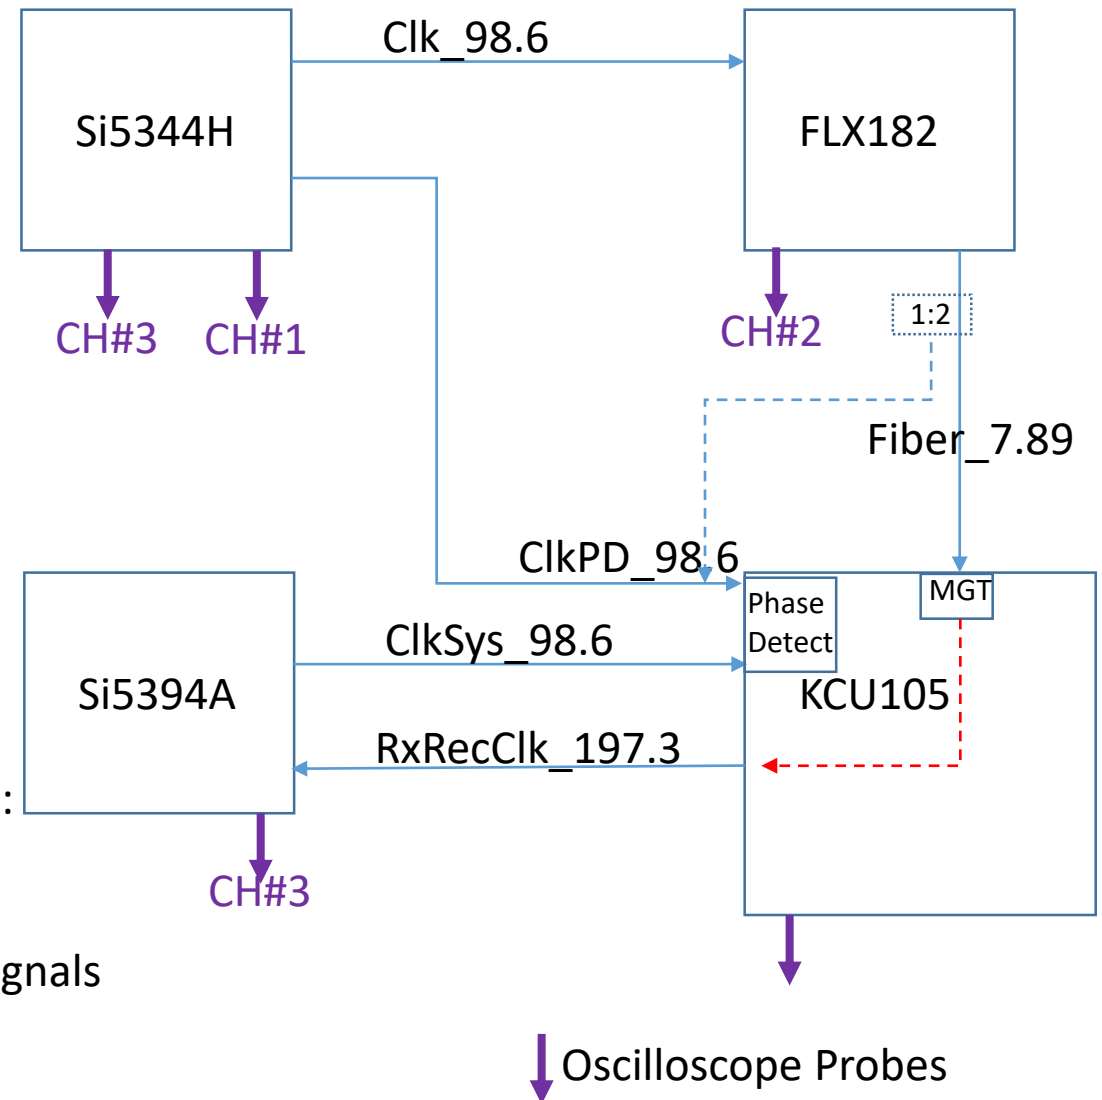 Clk_98.6
Si5344H
FLX182
CH#3
CH#1
CH#2
1:2
Fiber_7.89
ClkPD_98.6
Phase
Detect
MGT
ClkSys_98.6
Si5394A
KCU105
RxRecClk_197.3
:
CH#3
gnals
Oscilloscope Probes